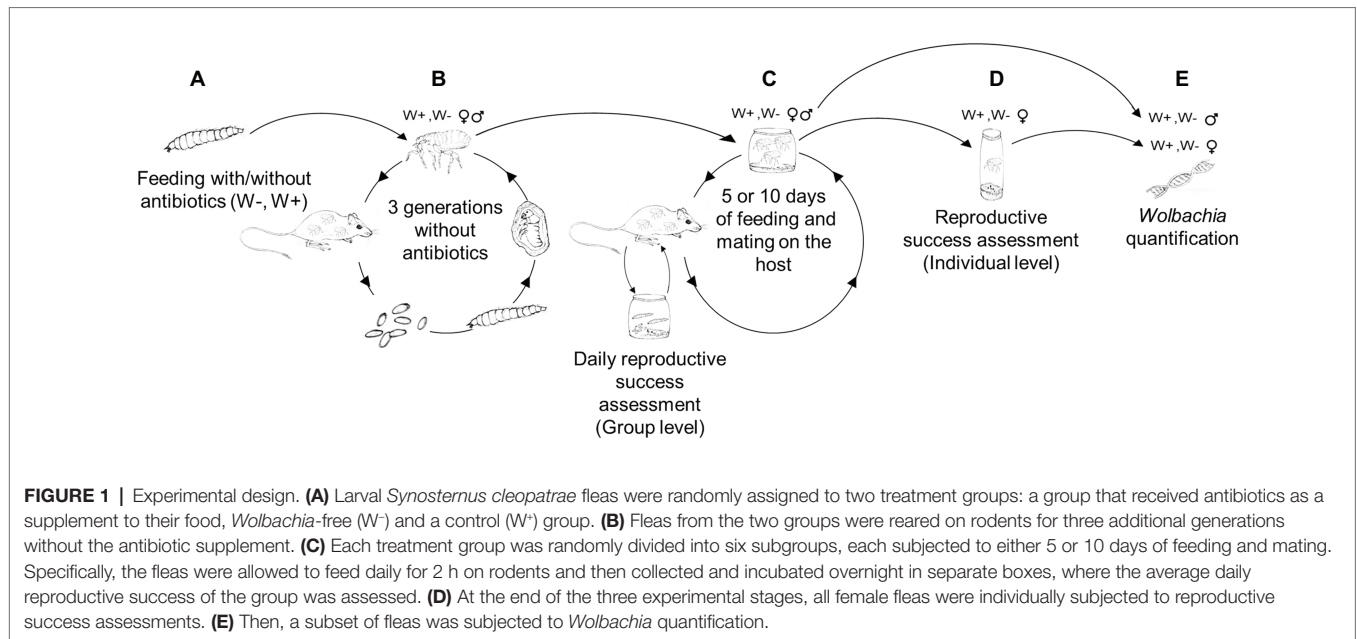 A
B
C
D
E
W+,W- ♀♂
W+,W- ♀♂
W+,W- ♀
W+,W- ♂
W+,W- ♀
Feeding with/without
antibiotics (W-, W+)
3 generations
without
antibiotics
5 or 10 days
of feeding and
mating on the
host
Reproductive
success assessment
(Individual level)
Wolbachia
quantification
Daily reproductive
success
assessment
(Group level)
FIGURE 1 | Experimental design. (A) Larval Synosternus cleopatrae fleas were randomly assigned to two treatment groups: a group that received antibiotics as a
supplement to their food, Wolbachia-free (W⁻) and a control (W⁺) group. (B) Fleas from the two groups were reared on rodents for three additional generations
without the antibiotic supplement. (C) Each treatment group was randomly divided into six subgroups, each subjected to either 5 or 10 days of feeding and mating.
Specifically, the fleas were allowed to feed daily for 2 h on rodents and then collected and incubated overnight in separate boxes, where the average daily
reproductive success of the group was assessed. (D) At the end of the three experimental stages, all female fleas were individually subjected to reproductive
success assessments. (E) Then, a subset of fleas was subjected to Wolbachia quantification.